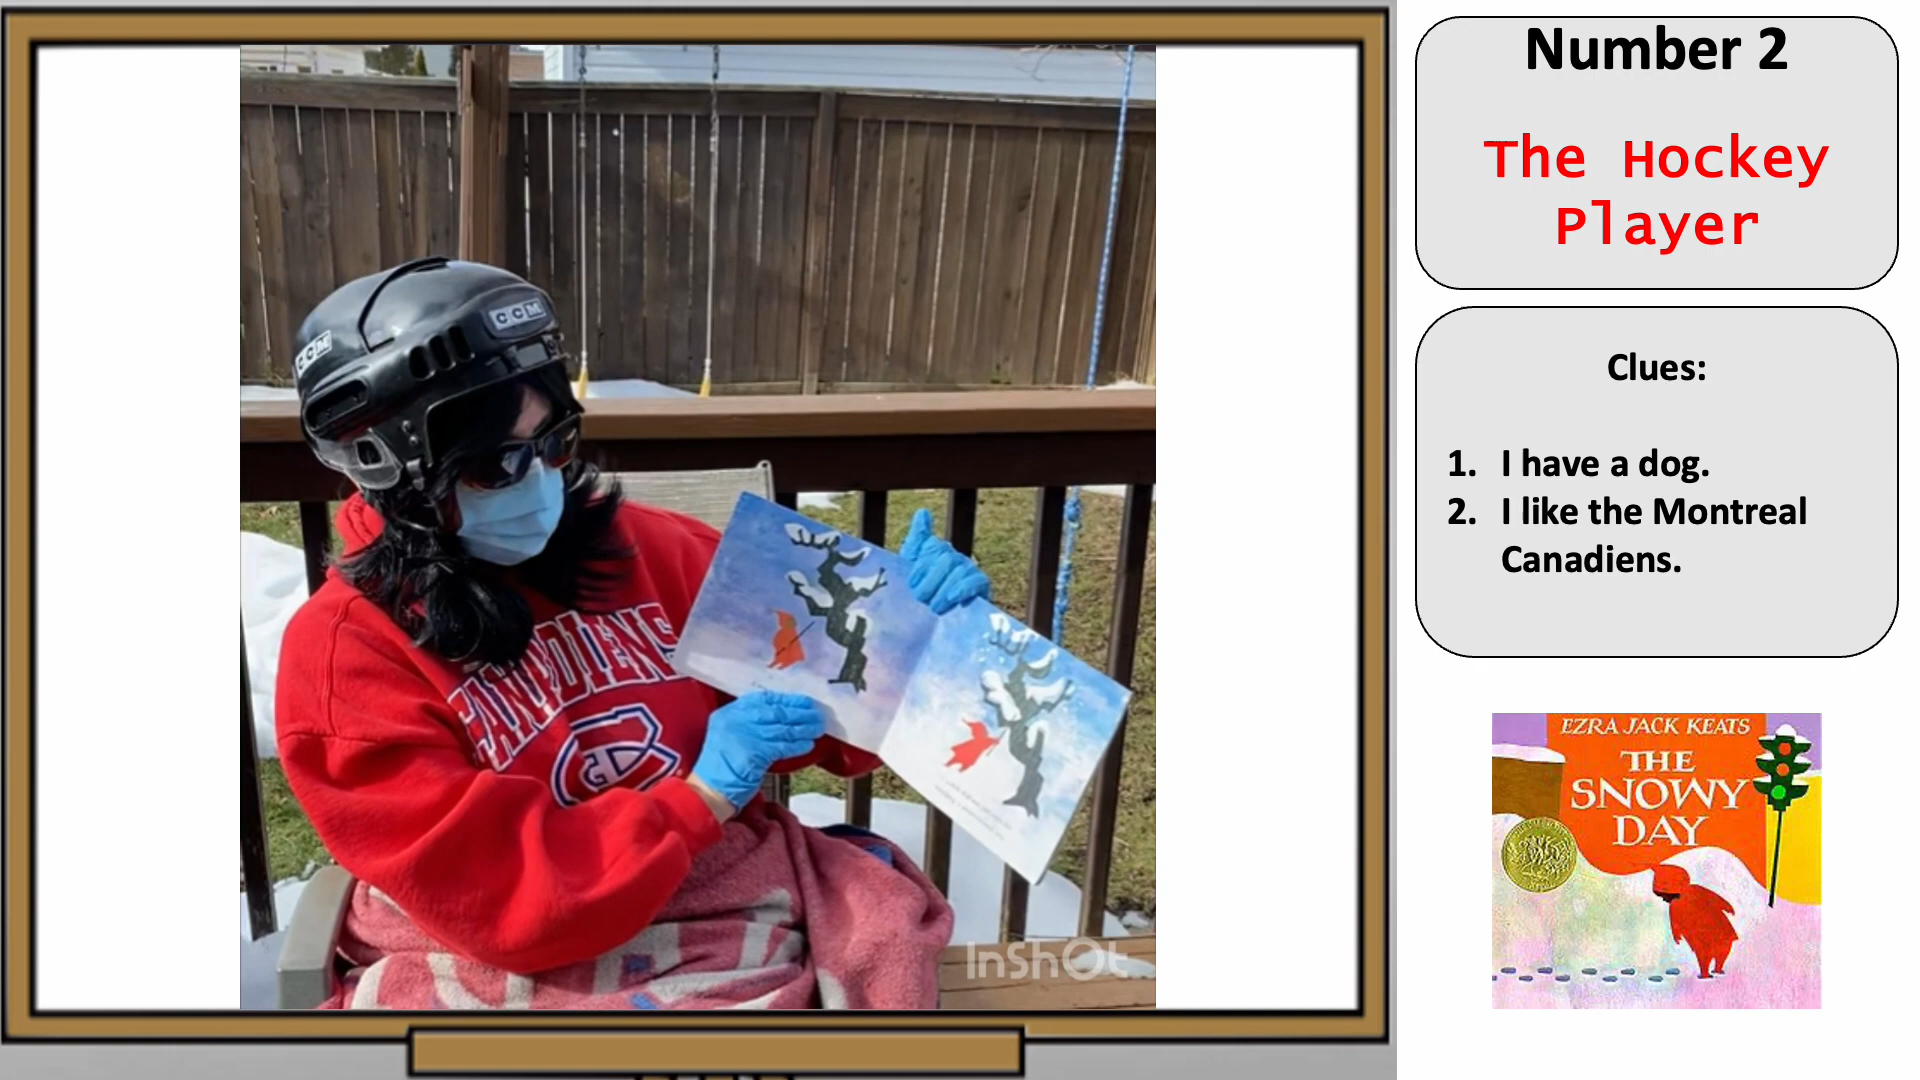 Number 2
The Hockey
Player
Clues:
1. I have a dog.
2. I like the Montreal
Canadiens.
CCM
CCM
CANADIENS
InShOt
EZRA JACK KEATS
THE
SNOWY
DAY